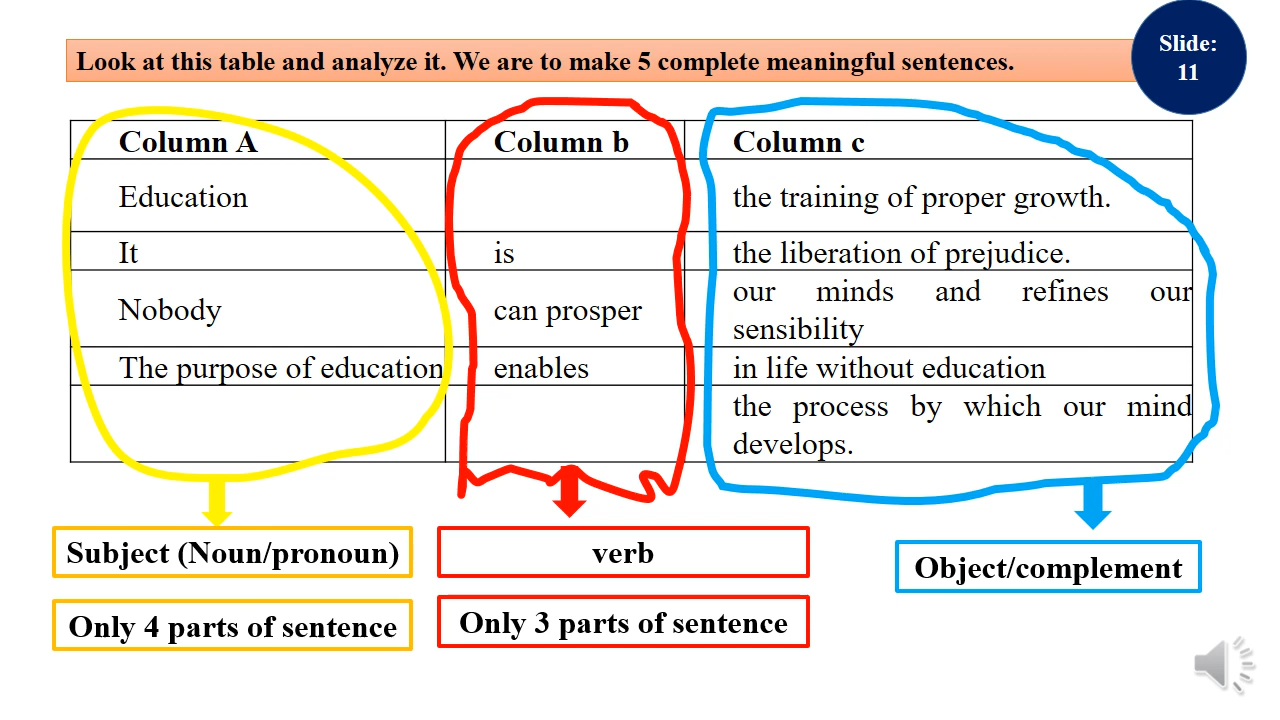 Look at this table and analyze it. We are to make 5 complete meaningful sentences.
Slide:
11
Column A Column b Column c
Education the training of proper growth.
It is the liberation of prejudice.
Nobody can prosper our minds and refines our
sensibility
The purpose of education enables in life without education
the process by which our mind
develops.
Subject (Noun/pronoun) verb Object/complement
Only 4 parts of sentence Only 3 parts of sentence